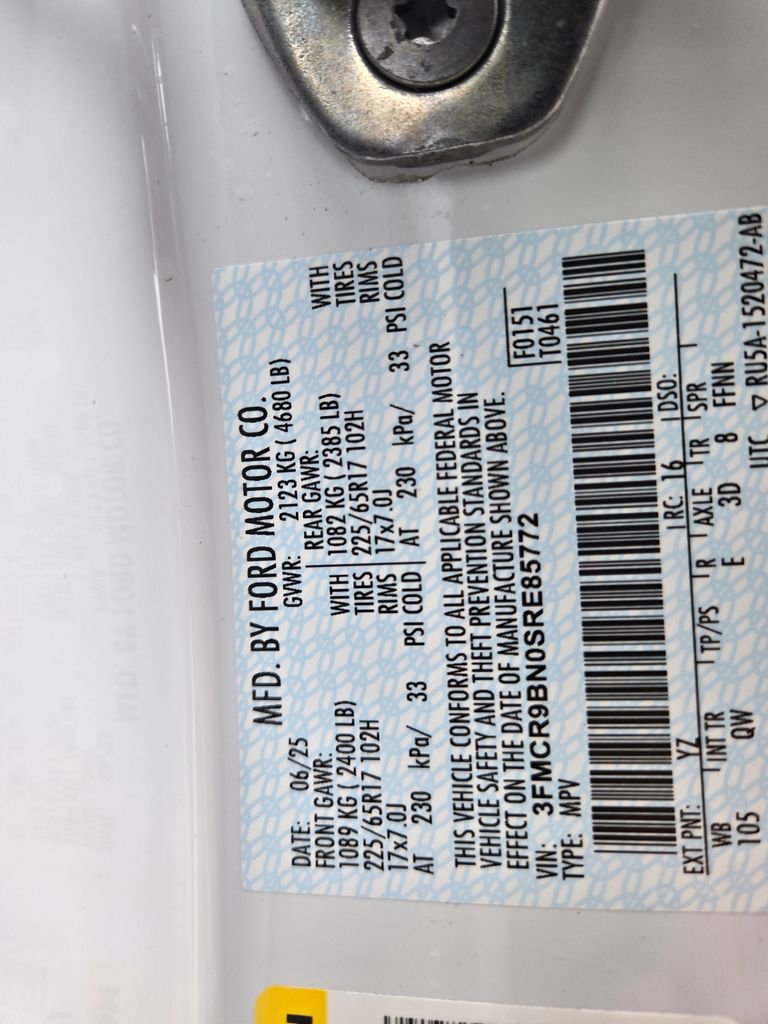 MFD. BY FORD MOTOR CO.
DATE: 06/25 GVWR: 2123 KG ( 4680 LB)
FRONT GAWR: REAR GAWR:
1089 KG ( 2400 LB) WITH 1082 KG ( 2385 LB) WITH
225/65R17 102H TIRES 225/65R17 102H TIRES
17x7.0J RIMS 17x7.0J RIMS
AT 230 kPa/ 33 PSI COLD AT 230 kPa/ 33 PSI COLD
THIS VEHICLE CONFORMS TO ALL APPLICABLE FEDERAL MOTOR
VEHICLE SAFETY AND THEFT PREVENTION STANDARDS IN
EFFECT ON THE DATE OF MANUFACTURE SHOWN ABOVE.
VIN: 3FMCR9BN0SRE85772 F0151
TYPE: MPV T0461
EXT PNT: YZ RC: 16 DSO:
WB INT TR TP/PS R AXLE TR SPR
105 QW E 3D 8 FFNN
UTC ▽ RU5A-1520472-AB